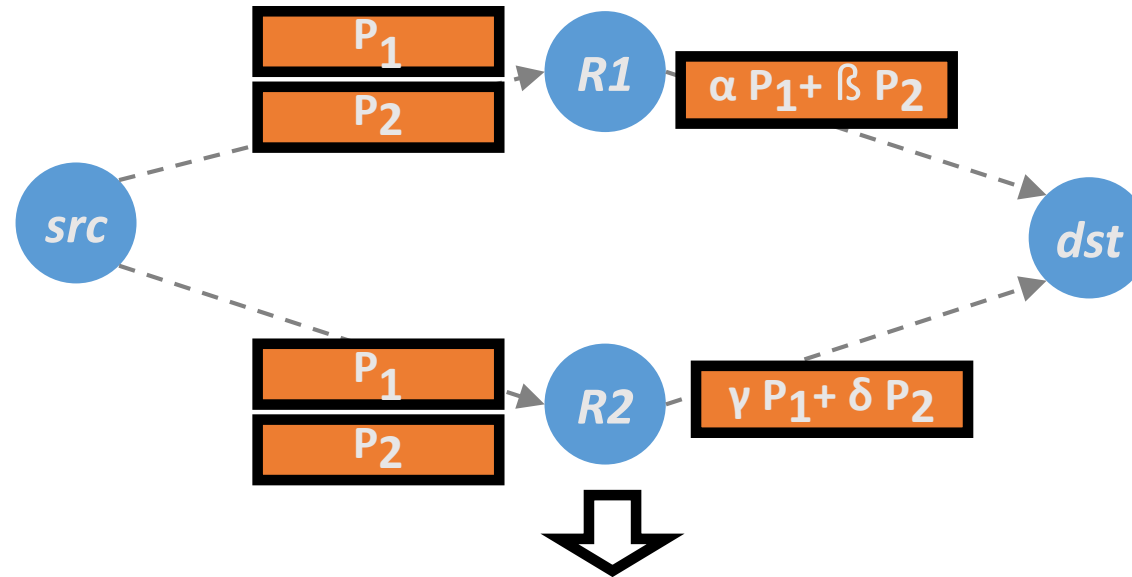 P1
P2
R1
α P1+ ß P2
src
dst
P1
P2
R2
γ P1+ δ P2